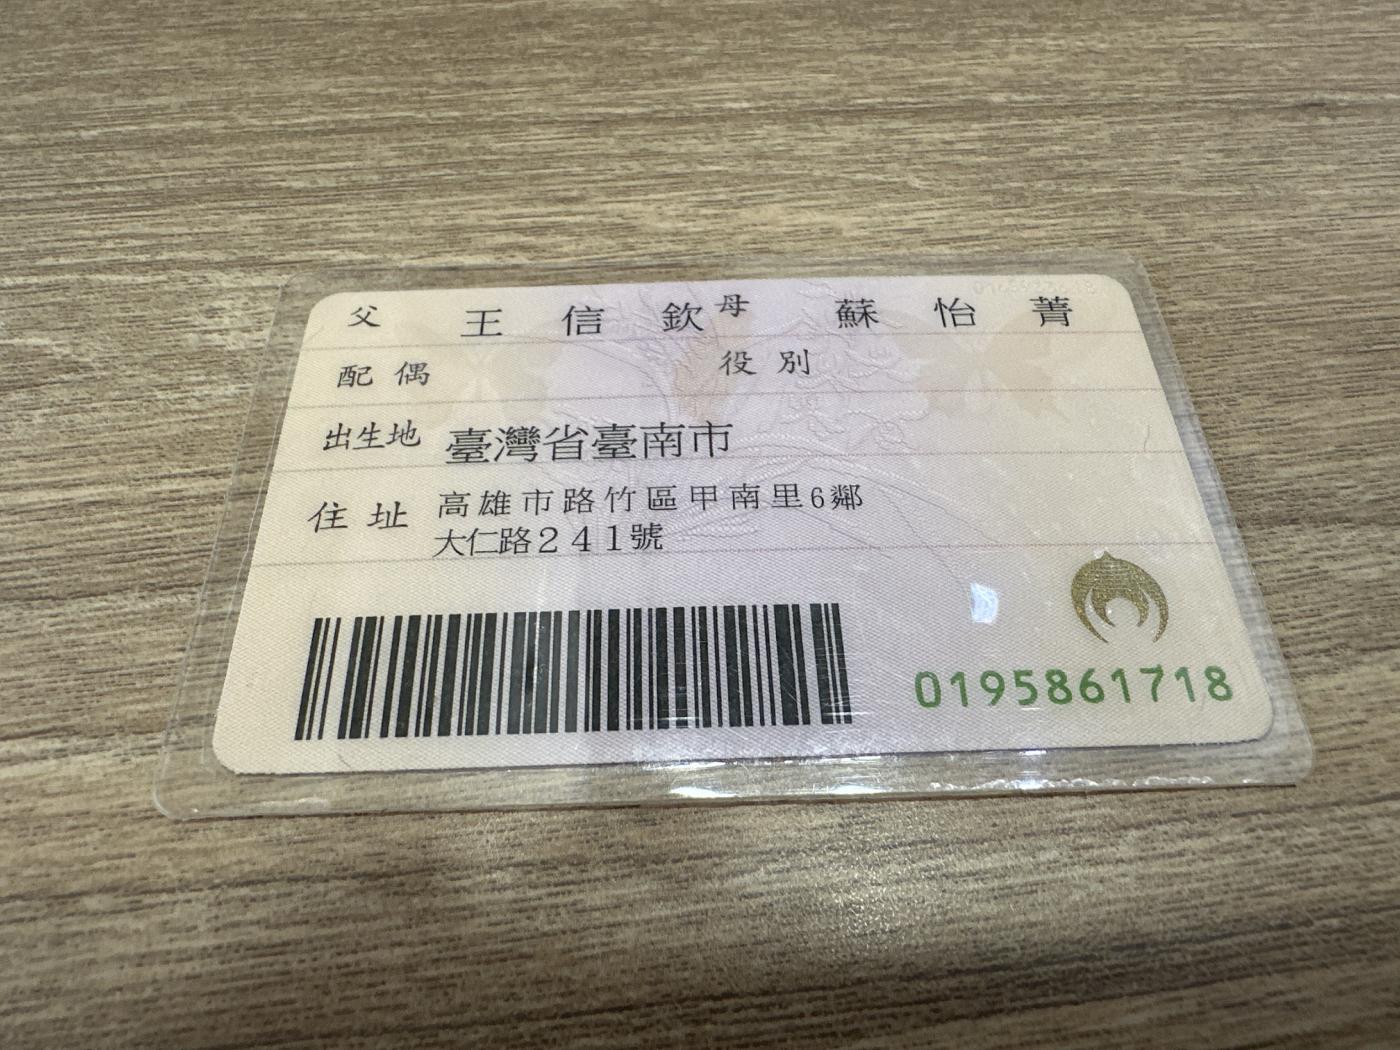 父 王信欽 母 蘇怡菁
配偶 役別
出生地 臺灣省臺南市
住址 高雄市路竹區甲南里6鄰
大仁路241號
0195861718